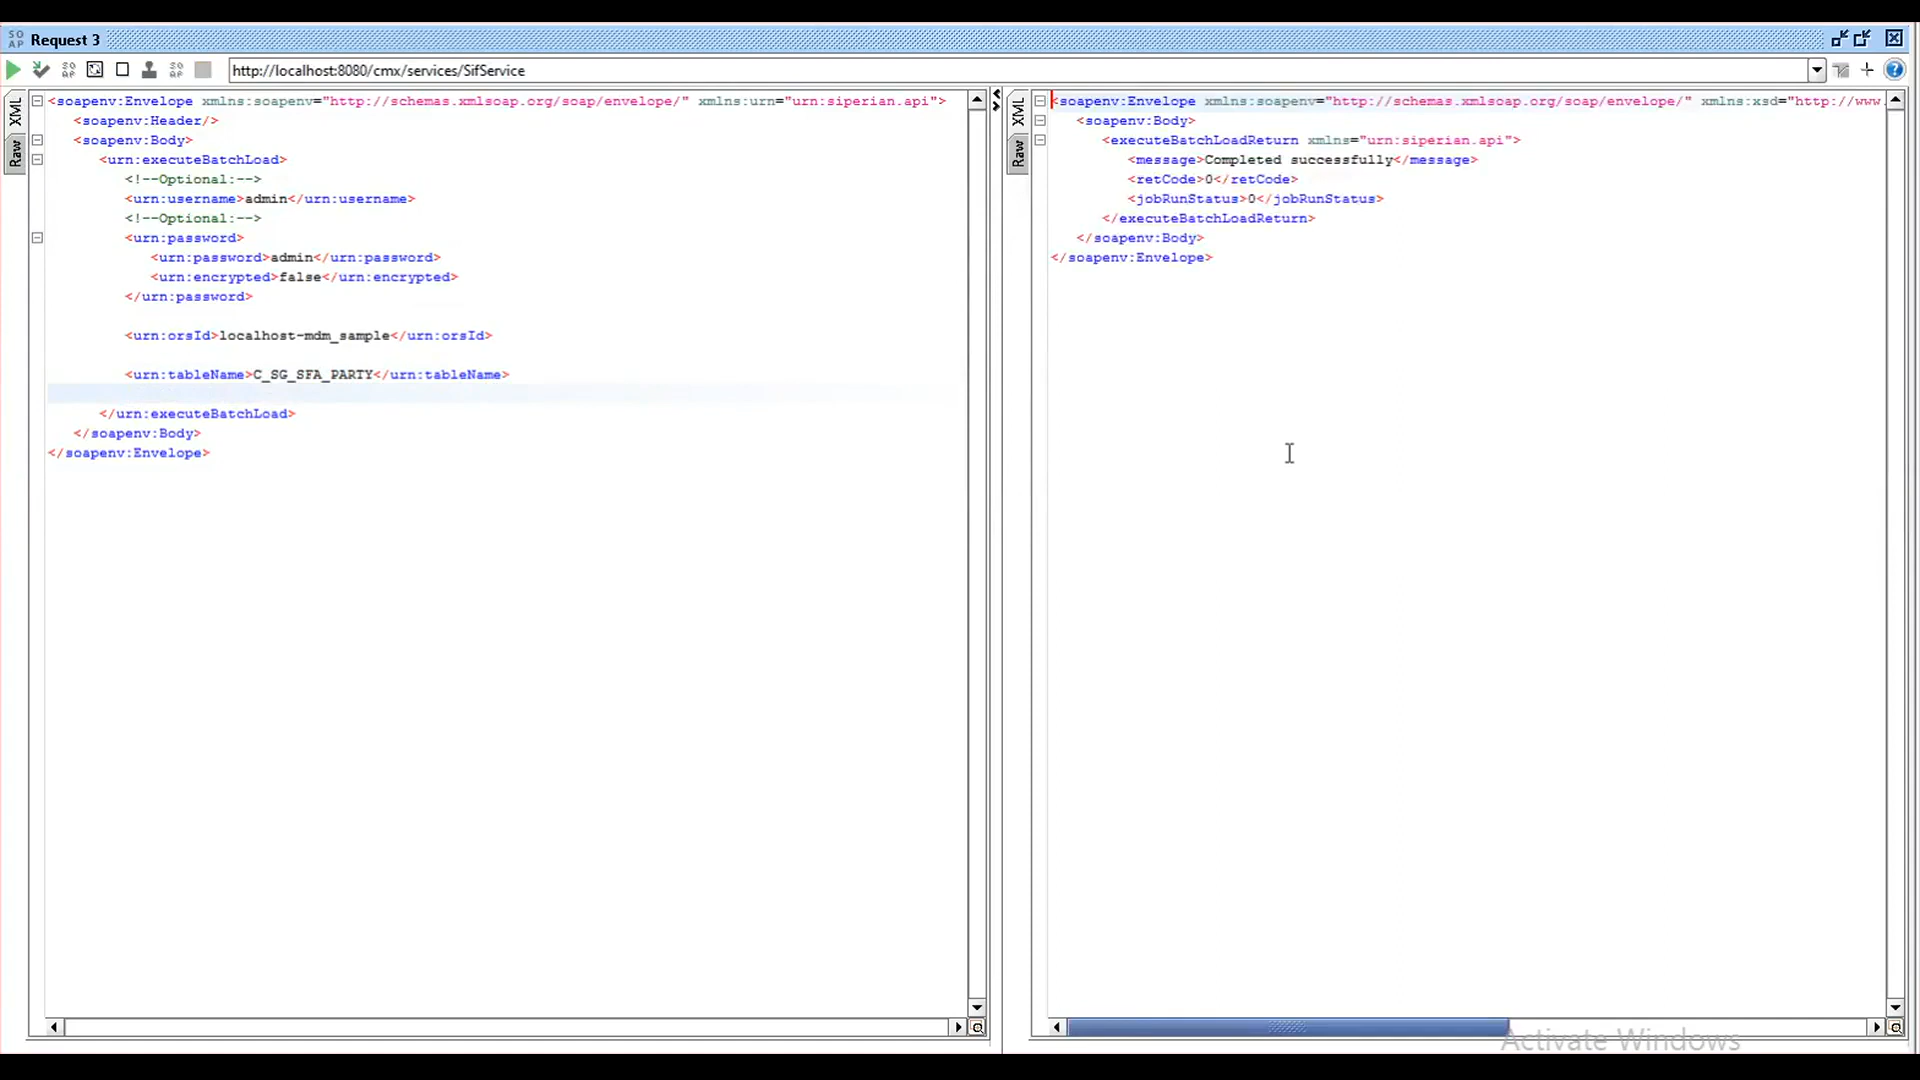 SO AP Request 3
http://localhost:8080/cmx/services/SifService
XML
Raw
<soapenv:Envelope xmlns:soapenv="http://schemas.xmlsoap.org/soap/envelope/" xmlns:urn="urn:siperian.api">
<soapenv:Header/>
<soapenv:Body>
<urn:executeBatchLoad>
<!--Optional:-->
<urn:username>admin</urn:username>
<!--Optional:-->
<urn:password>
<urn:password>admin</urn:password>
<urn:encrypted>false</urn:encrypted>
</urn:password>
<urn:orsId>localhost-mdm_sample</urn:orsId>
<urn:tableName>C_SG_SFA_PARTY</urn:tableName>
</urn:executeBatchLoad>
</soapenv:Body>
</soapenv:Envelope>
XML
Raw
<soapenv:Envelope xmlns:soapenv="http://schemas.xmlsoap.org/soap/envelope/" xmlns:xsd="http://www.
<soapenv:Body>
<executeBatchLoadReturn xmlns="urn:siperian.api">
<message>Completed successfully</message>
<retCode>0</retCode>
<jobRunStatus>0</jobRunStatus>
</executeBatchLoadReturn>
</soapenv:Body>
</soapenv:Envelope>
Activate Windows